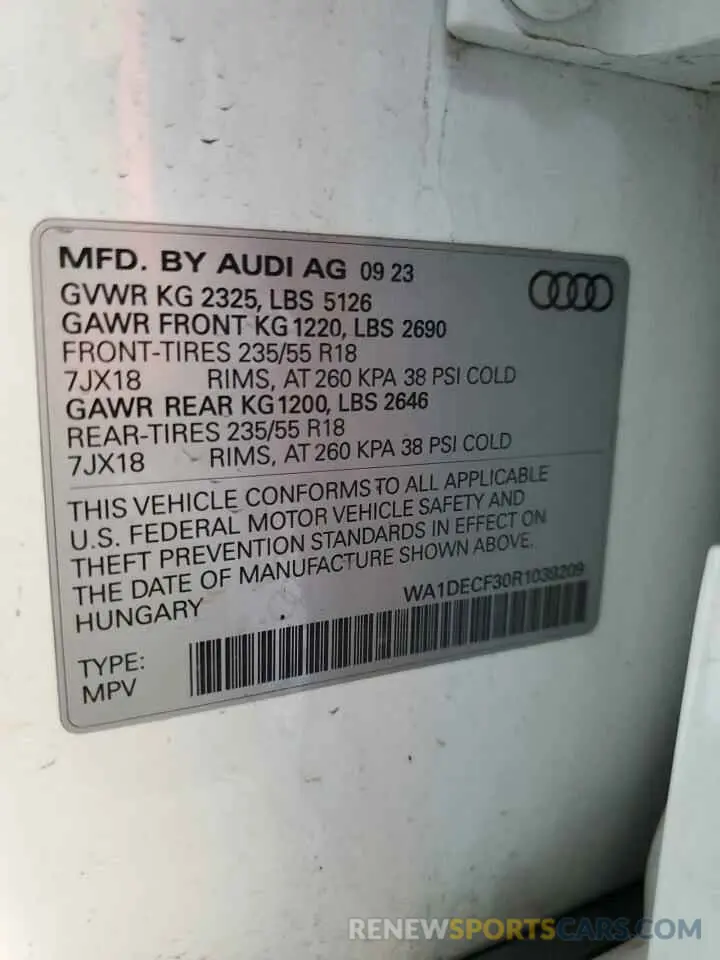 MFD. BY AUDI AG 09 23
GVWR KG 2325, LBS 5126
GAWR FRONT KG 1220, LBS 2690
FRONT-TIRES 235/55 R18
7JX18 RIMS, AT 260 KPA 38 PSI COLD
GAWR REAR KG 1200, LBS 2646
REAR-TIRES 235/55 R18
7JX18 RIMS, AT 260 KPA 38 PSI COLD
THIS VEHICLE CONFORMS TO ALL APPLICABLE
U.S. FEDERAL MOTOR VEHICLE SAFETY AND
THEFT PREVENTION STANDARDS IN EFFECT ON
THE DATE OF MANUFACTURE SHOWN ABOVE.
HUNGARY WA1DECF30R1039209
TYPE:
MPV
RENEWSPORTSCARS.COM